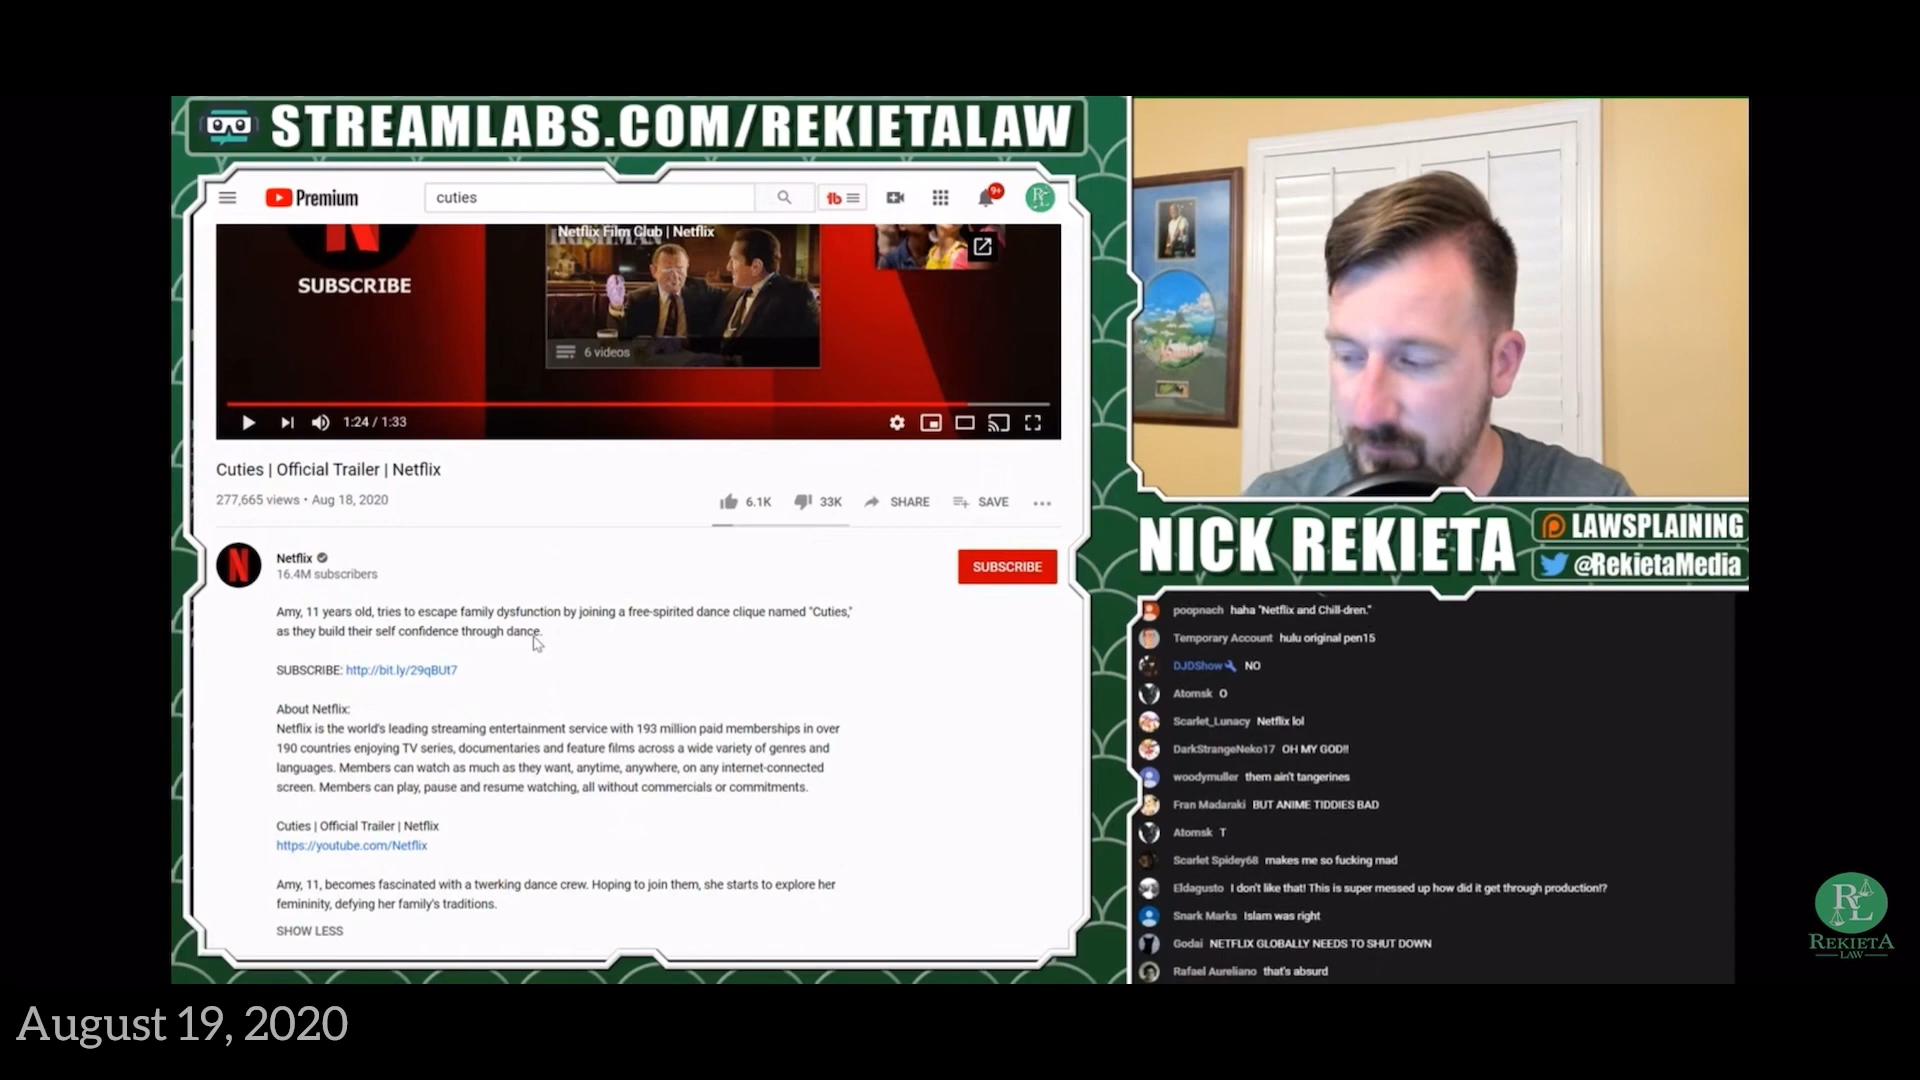 STREAMLABS.COM/REKIETALAW
Premium
cuties
9+
Netflix Film Club | Netflix
SUBSCRIBE
6 videos
1:24 / 1:33
Cuties | Official Trailer | Netflix
277,665 views • Aug 18, 2020
6.1K
33K
SHARE
SAVE
Netflix
16.4M subscribers
SUBSCRIBE
Amy, 11 years old, tries to escape family dysfunction by joining a free-spirited dance clique named "Cuties,"
as they build their self confidence through dance.
SUBSCRIBE: http://bit.ly/29qBUt7
About Netflix:
Netflix is the world's leading streaming entertainment service with 193 million paid memberships in over
190 countries enjoying TV series, documentaries and feature films across a wide variety of genres and
languages. Members can watch as much as they want, anytime, anywhere, on any internet-connected
screen. Members can play, pause and resume watching, all without commercials or commitments.
Cuties | Official Trailer | Netflix
https://youtube.com/Netflix
Amy, 11, becomes fascinated with a twerking dance crew. Hoping to join them, she starts to explore her
femininity, defying her family's traditions.
SHOW LESS
NICK REKIETA
LAWSPLAINING
@RekietaMedia
poopnach haha "Netflix and Chill-dren."
Temporary Account hulu original pen15
DJDShow NO
Atomsk O
Scarlet_Lunacy Netflix lol
DarkStrangeNeko17 OH MY GOD!!
woodymuller them ain't tangerines
Fran Madaraki BUT ANIME TIDDIES BAD
Atomsk T
Scarlet Spidey68 makes me so fucking mad
Eldagusto I don't like that! This is super messed up how did it get through production!?
Snark Marks Islam was right
Godai NETFLIX GLOBALLY NEEDS TO SHUT DOWN
Rafael Aureliano that's absurd
RL
REKIETA
LAW
August 19, 2020